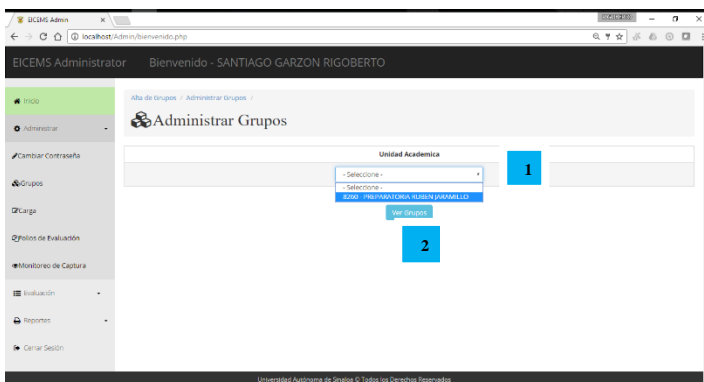 EICEMS Admin
localhost/Admin/bienvenido.php
EICEMS Administrator Bienvenido - SANTIAGO GARZON RIGOBERTO
Inicio
Administrar
Cambiar Contraseña
Grupos
Carga
Folios de Evaluación
Monitoreo de Captura
Evaluación
Reportes
Cerrar Sesión
Alta de Grupos / Administrar Grupos /
Administrar Grupos
Unidad Academica
- Seleccione -
- Seleccione -
8260 - PREPARATORIA RUBEN JARAMILLO
1
Ver Grupos
2
Universidad Autónoma de Sinaloa © Todos los Derechos Reservados